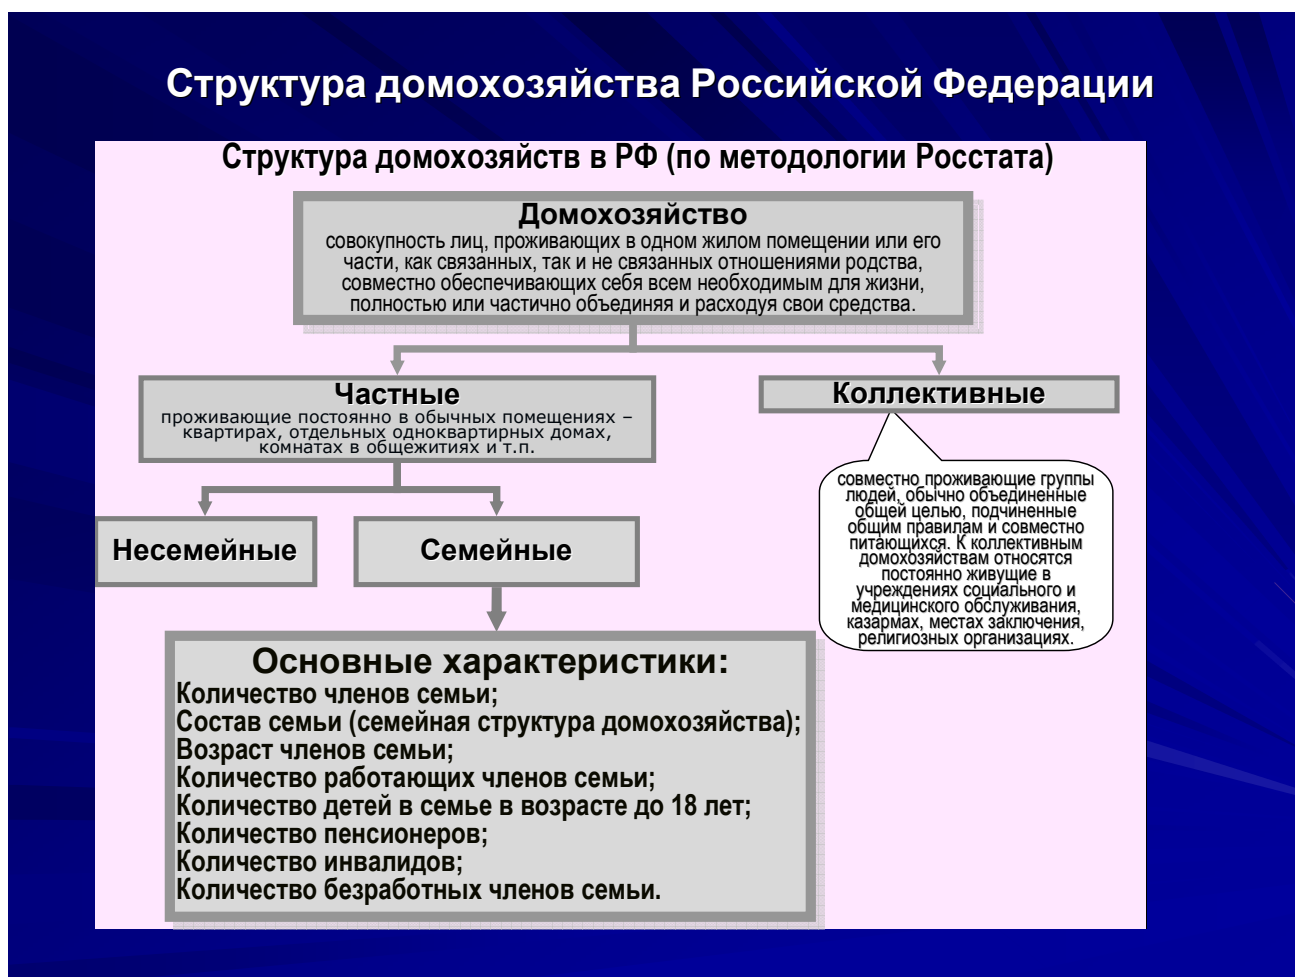 Структура домохозяйства Российской Федерации
Структура домохозяйств в РФ (по методологии Росстата)
Домохозяйство
совокупность лиц, проживающих в одном жилом помещении или его
части, как связанных, так и не связанных отношениями родства,
совместно обеспечивающих себя всем необходимым для жизни,
полностью или частично объединяя и расходуя свои средства.
Частные
проживающие постоянно в обычных помещениях –
квартирах, отдельных одноквартирных домах,
комнатах в общежитиях и т.п.
Коллективные
совместно проживающие группы
людей, обычно объединенные
общей целью, подчиненные
общим правилам и совместно
питающихся. К коллективным
домохозяйствам относятся
постоянно живущие в
учреждениях социального и
медицинского обслуживания,
казармах, местах заключения,
религиозных организациях.
Несемейные
Семейные
Основные характеристики:
Количество членов семьи;
Состав семьи (семейная структура домохозяйства);
Возраст членов семьи;
Количество работающих членов семьи;
Количество детей в семье в возрасте до 18 лет;
Количество пенсионеров;
Количество инвалидов;
Количество безработных членов семьи.